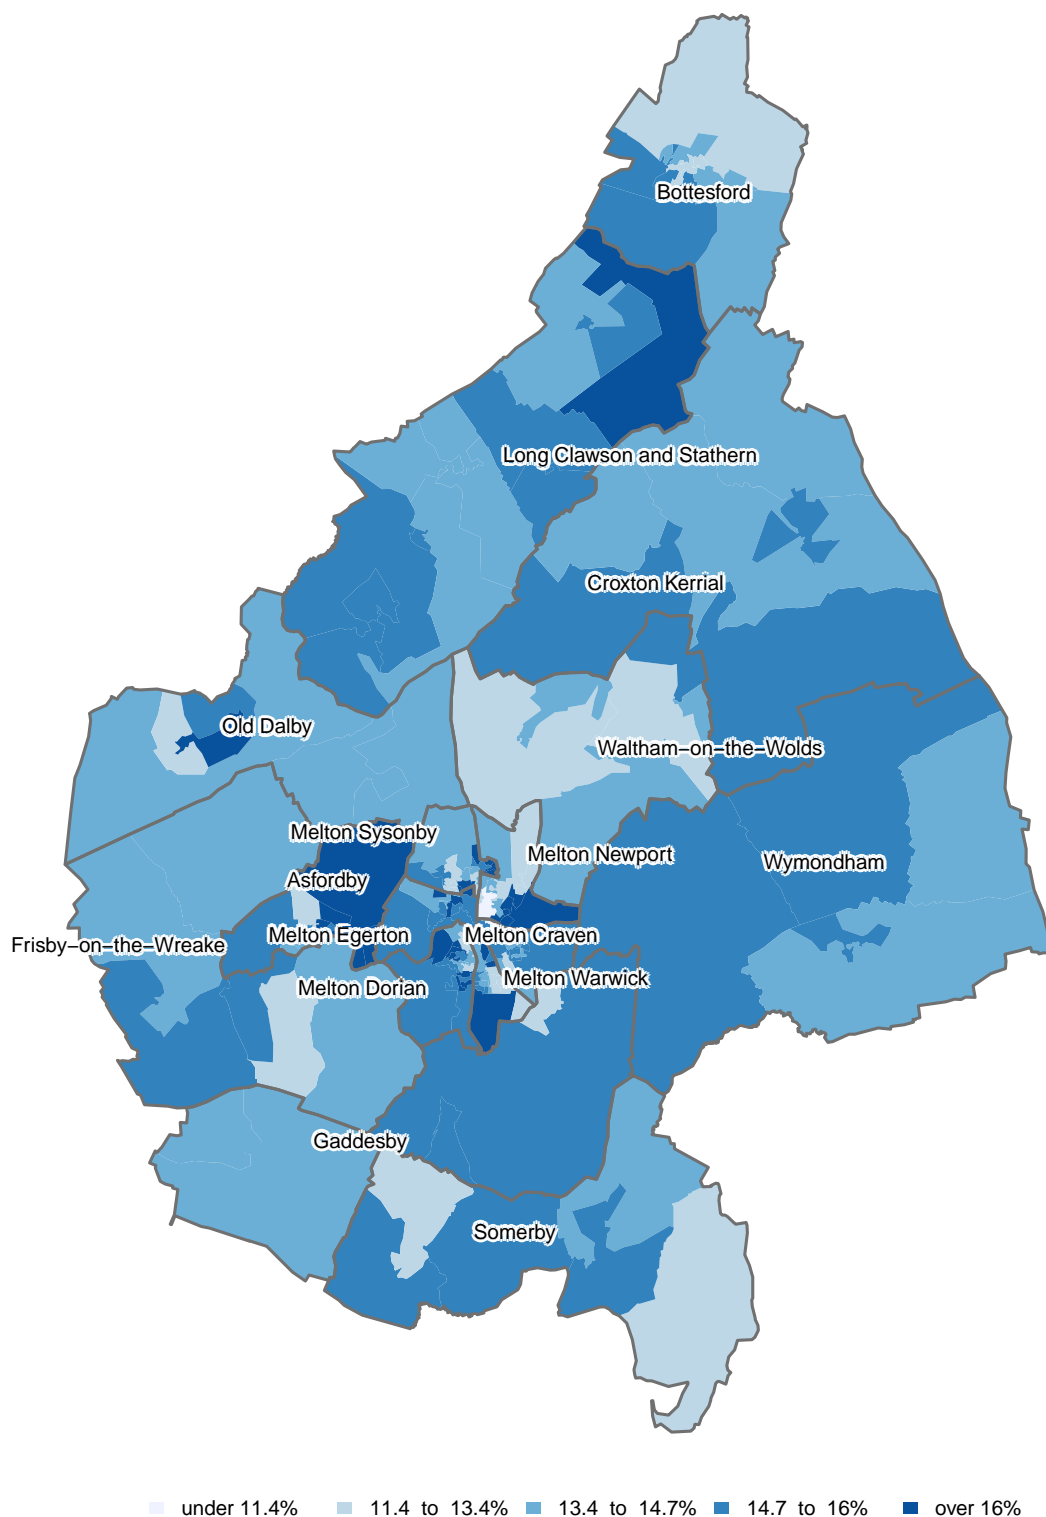 Bottesford
Long Clawson and Stathern
Croxton Kerrial
Old Dalby
Waltham–on–the–Wolds
Melton Sysonby
Melton Newport
Wymondham
Asfordby
Melton Egerton
Melton Craven
Frisby–on–the–Wreake
Melton Warwick
Melton Dorian
Gaddesby
Somerby
under 11.4% 11.4 to 13.4% 13.4 to 14.7% 14.7 to 16% over 16%